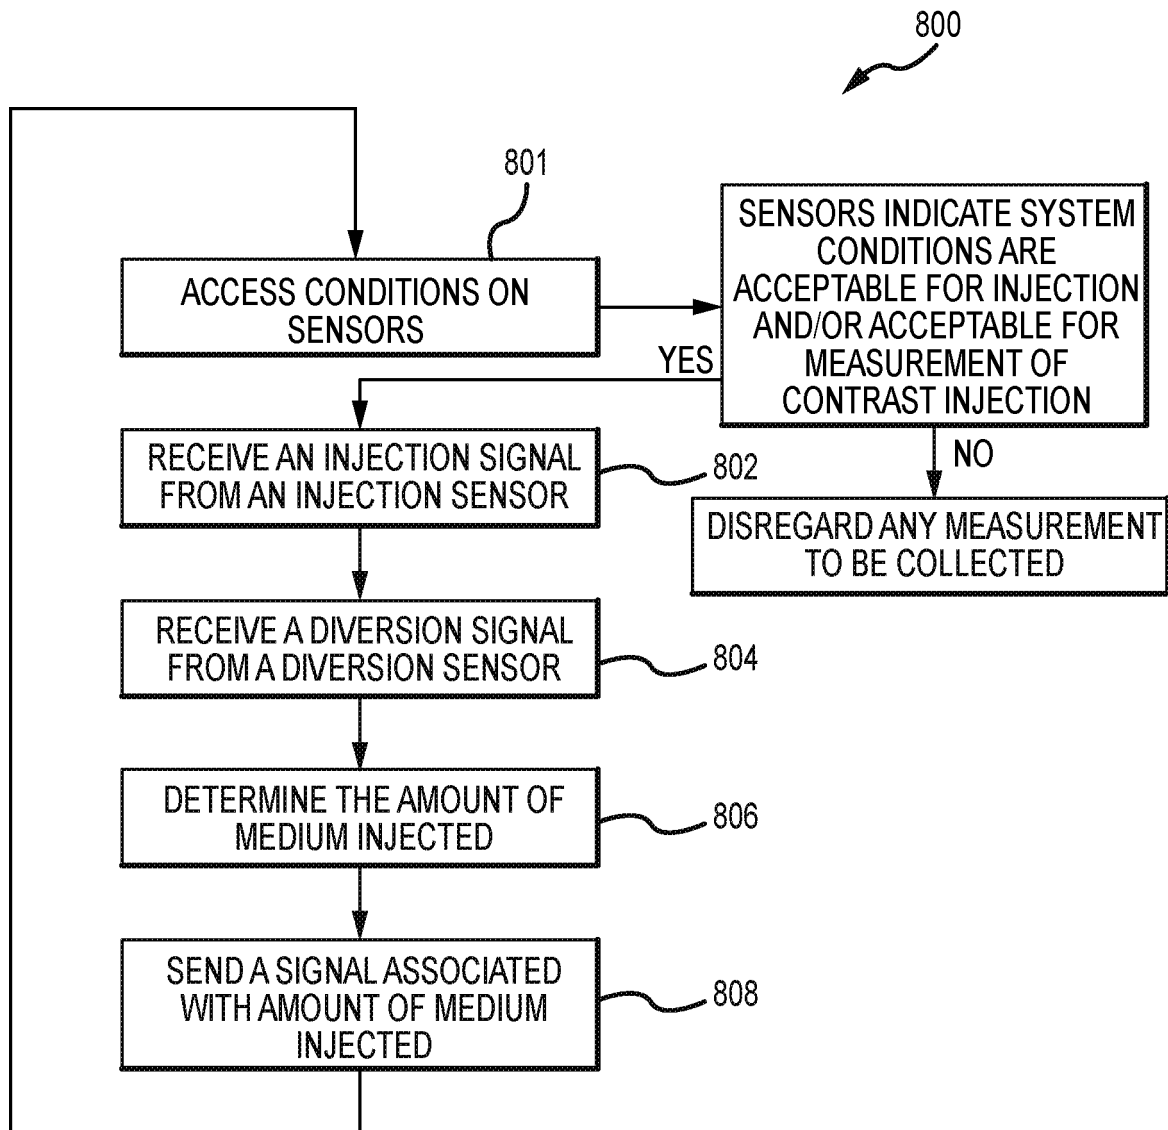 800
801
ACCESS CONDITIONS ON
SENSORS
SENSORS INDICATE SYSTEM
CONDITIONS ARE
ACCEPTABLE FOR INJECTION
AND/OR ACCEPTABLE FOR
MEASUREMENT OF
CONTRAST INJECTION
YES
NO
DISREGARD ANY MEASUREMENT
TO BE COLLECTED
RECEIVE AN INJECTION SIGNAL
FROM AN INJECTION SENSOR
802
RECEIVE A DIVERSION SIGNAL
FROM A DIVERSION SENSOR
804
DETERMINE THE AMOUNT OF
MEDIUM INJECTED
806
SEND A SIGNAL ASSOCIATED
WITH AMOUNT OF MEDIUM
INJECTED
808